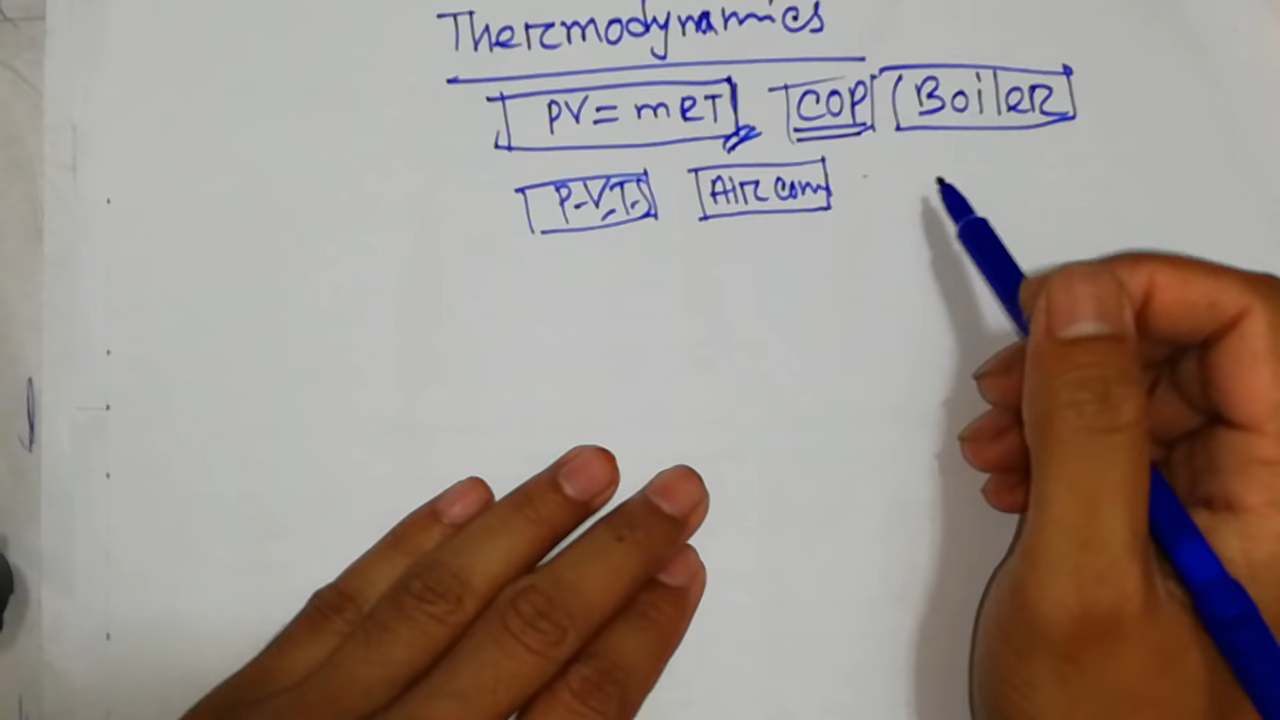 Thermodynamics
PV = mRT COP Boiler
P-V, T-S Air com